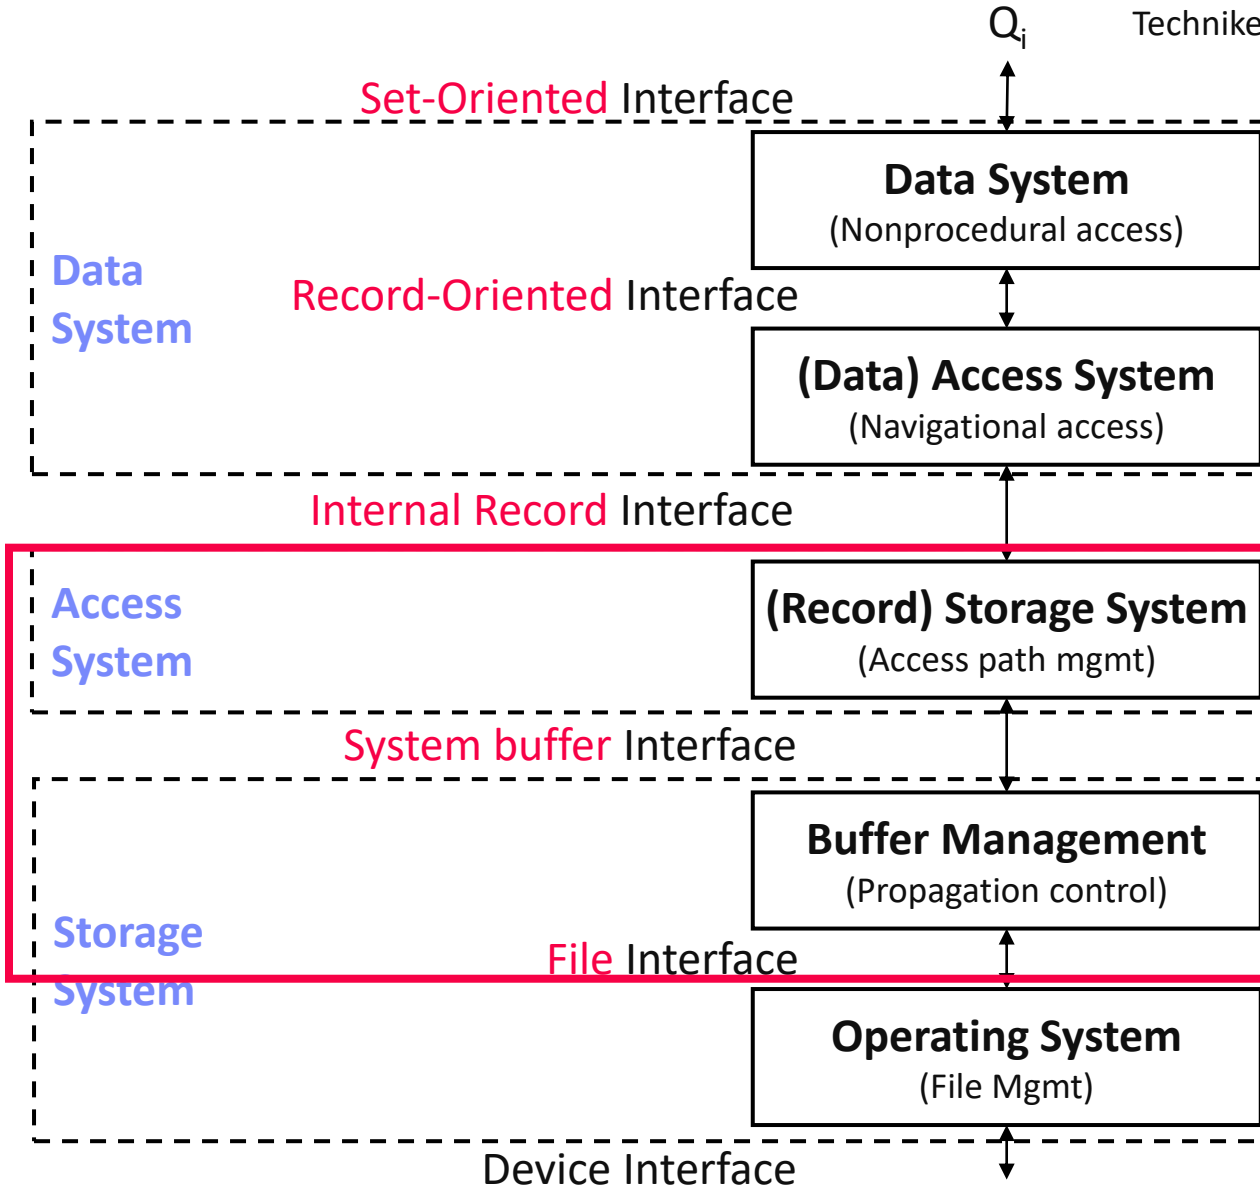 Q_i
Technike
Set-Oriented Interface
Data System
(Nonprocedural access)
Data
System
Record-Oriented Interface
(Data) Access System
(Navigational access)
Internal Record Interface
Access
System
(Record) Storage System
(Access path mgmt)
System buffer Interface
Buffer Management
(Propagation control)
Storage
System
File Interface
Operating System
(File Mgmt)
Device Interface